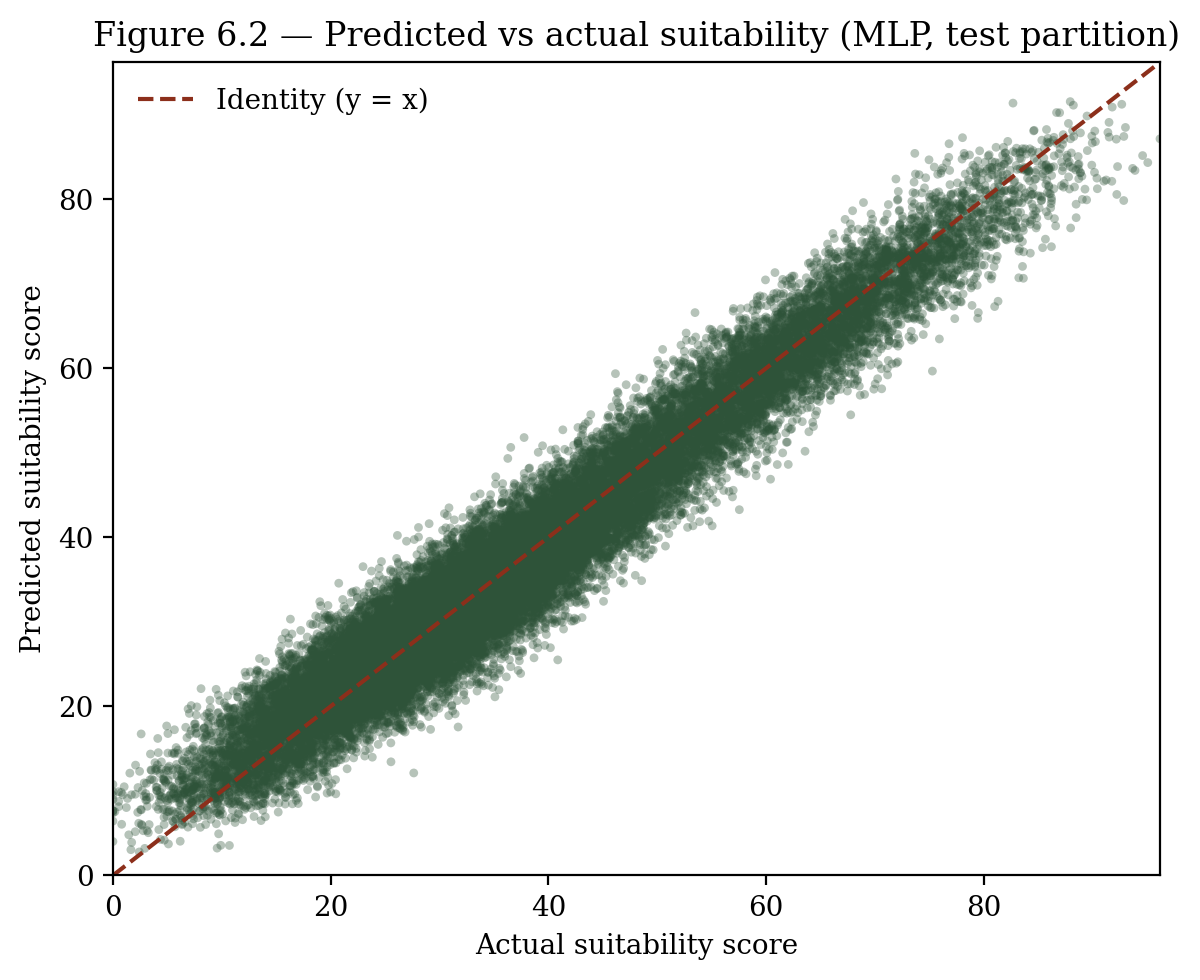 Figure 6.2 — Predicted vs actual suitability (MLP, test partition)
Identity (y = x)
Predicted suitability score
80
60
40
20
0
0 20 40 60 80
Actual suitability score